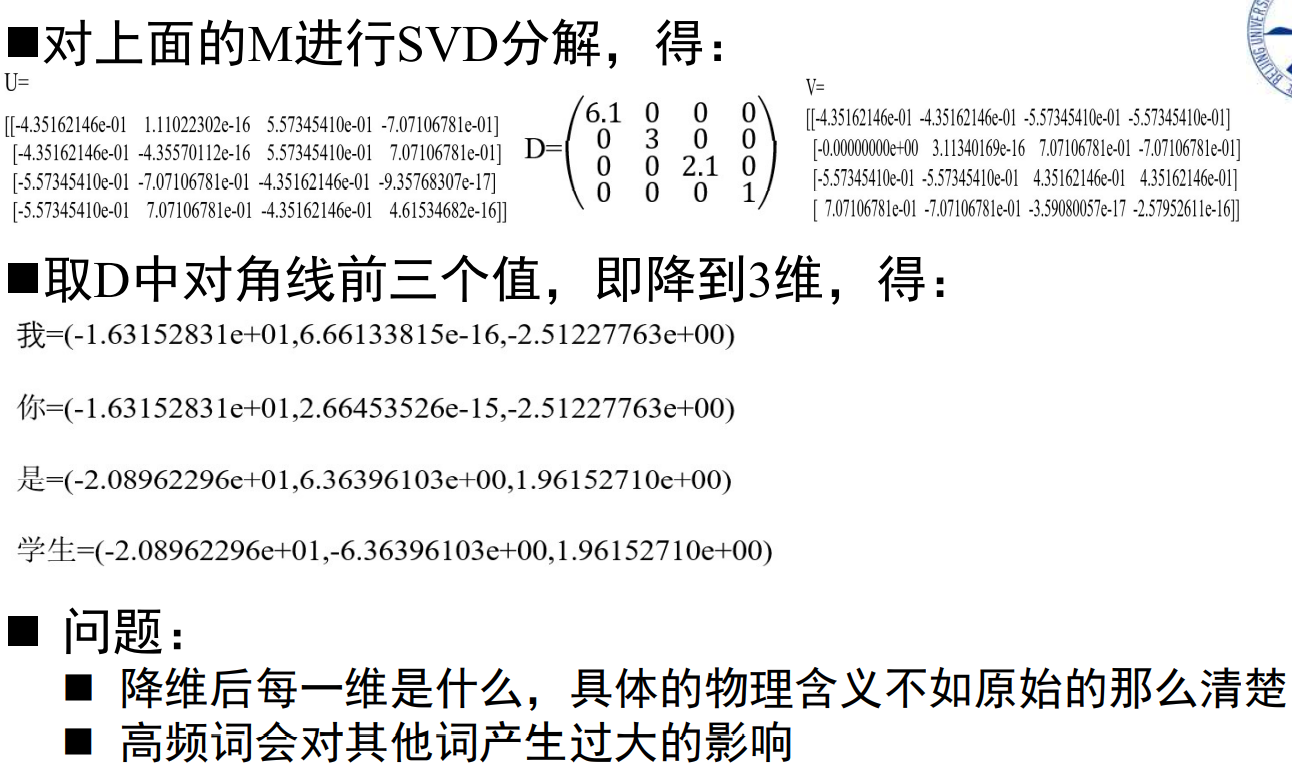 ■对上面的M进行SVD分解，得：
U=
[[-4.35162146e-01 1.11022302e-16 5.57345410e-01 -7.07106781e-01]
[-4.35162146e-01 -4.35570112e-16 5.57345410e-01 7.07106781e-01]
[-5.57345410e-01 -7.07106781e-01 -4.35162146e-01 -9.35768307e-17]
[-5.57345410e-01 7.07106781e-01 -4.35162146e-01 4.61534682e-16]]
D=
6.1 0 0 0
0 3 0 0
0 0 2.1 0
0 0 0 1
V=
[[-4.35162146e-01 -4.35162146e-01 -5.57345410e-01 -5.57345410e-01]
[-0.00000000e+00 3.11340169e-16 7.07106781e-01 -7.07106781e-01]
[-5.57345410e-01 -5.57345410e-01 4.35162146e-01 4.35162146e-01]
[ 7.07106781e-01 -7.07106781e-01 -3.59080057e-17 -2.57952611e-16]]
BEIJING UNIVERS
■取D中对角线前三个值，即降到3维，得：
我=(-1.63152831e+01,6.66133815e-16,-2.51227763e+00)
你=(-1.63152831e+01,2.66453526e-15,-2.51227763e+00)
是=(-2.08962296e+01,6.36396103e+00,1.96152710e+00)
学生=(-2.08962296e+01,-6.36396103e+00,1.96152710e+00)
■ 问题：
■ 降维后每一维是什么，具体的物理含义不如原始的那么清楚
■ 高频词会对其他词产生过大的影响